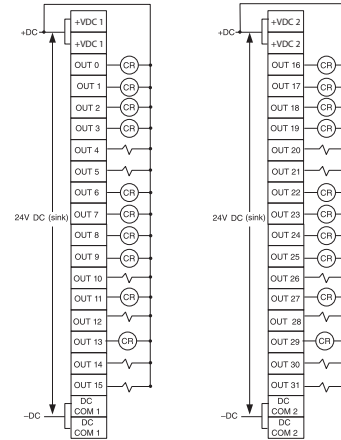 +VDC 1
+DC
+VDC 1
OUT 0 CR
OUT 1 CR
OUT 2 CR
OUT 3 CR
OUT 4
OUT 5
OUT 6 CR
24V DC (sink) OUT 7 CR
OUT 8 CR
OUT 9 CR
OUT 10
OUT 11 CR
OUT 12
OUT 13 CR
OUT 14
OUT 15
DC
COM 1
-DC
DC
COM 1
+VDC 2
+DC
+VDC 2
OUT 16 CR
OUT 17 CR
OUT 18 CR
OUT 19 CR
OUT 20
OUT 21
OUT 22 CR
24V DC (sink) OUT 23 CR
OUT 24 CR
OUT 25 CR
OUT 26
OUT 27 CR
OUT 28
OUT 29 CR
OUT 30
OUT 31
DC
COM 2
-DC
DC
COM 2